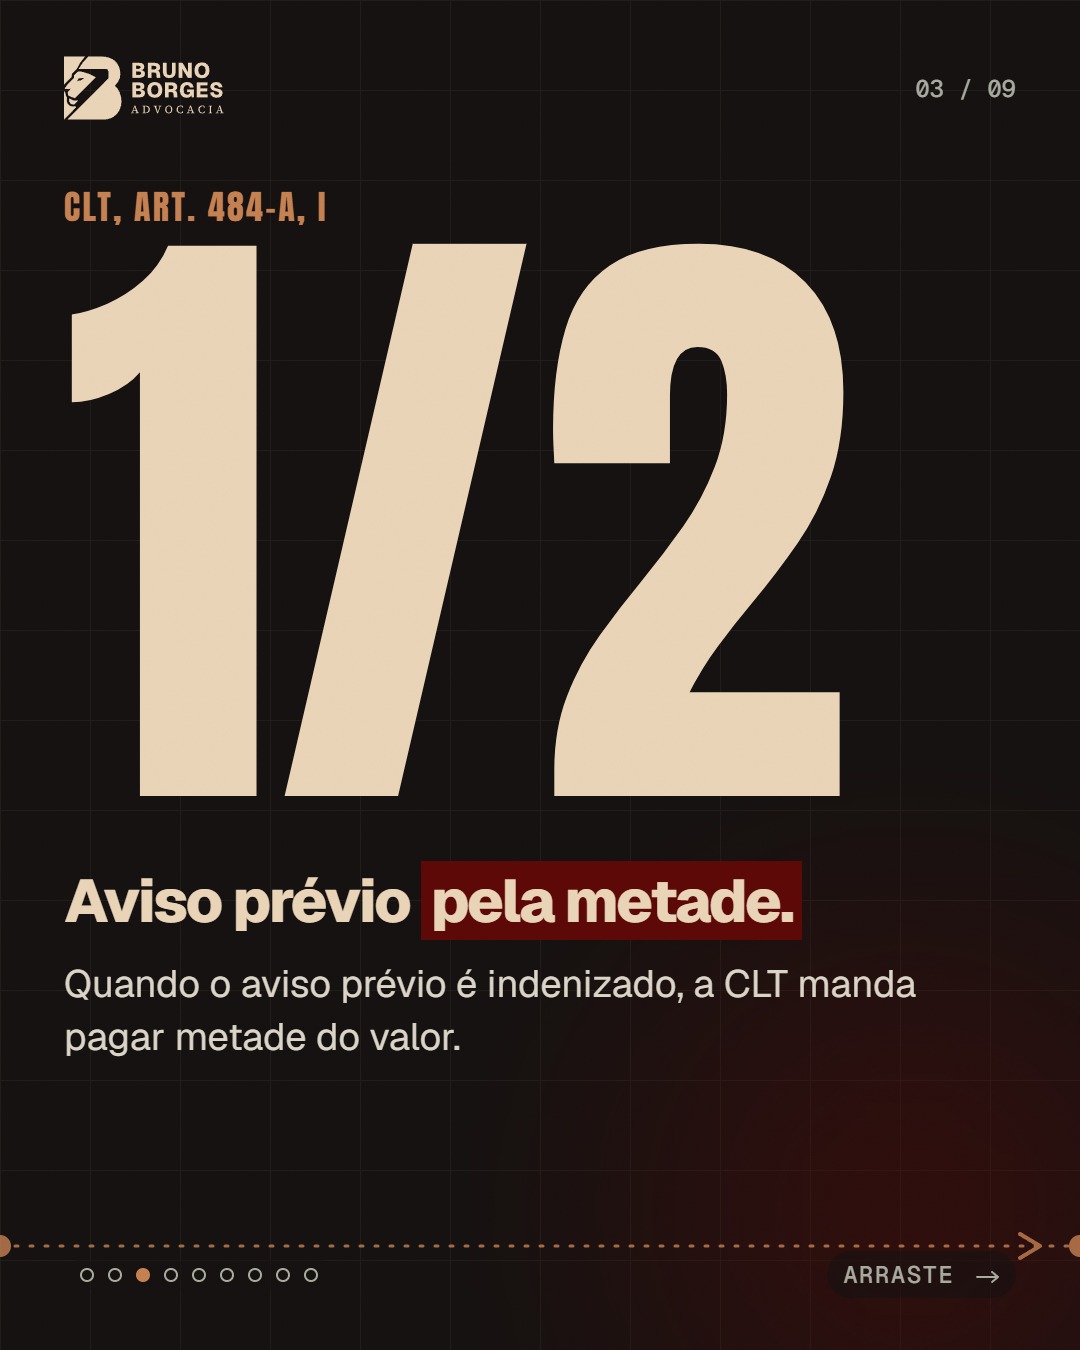 BRUNO
BORGES
ADVOCACIA
03 / 09
CLT, ART. 484-A, I
1/2
Aviso prévio pela metade.
Quando o aviso prévio é indenizado, a CLT manda
pagar metade do valor.
ARRASTE →